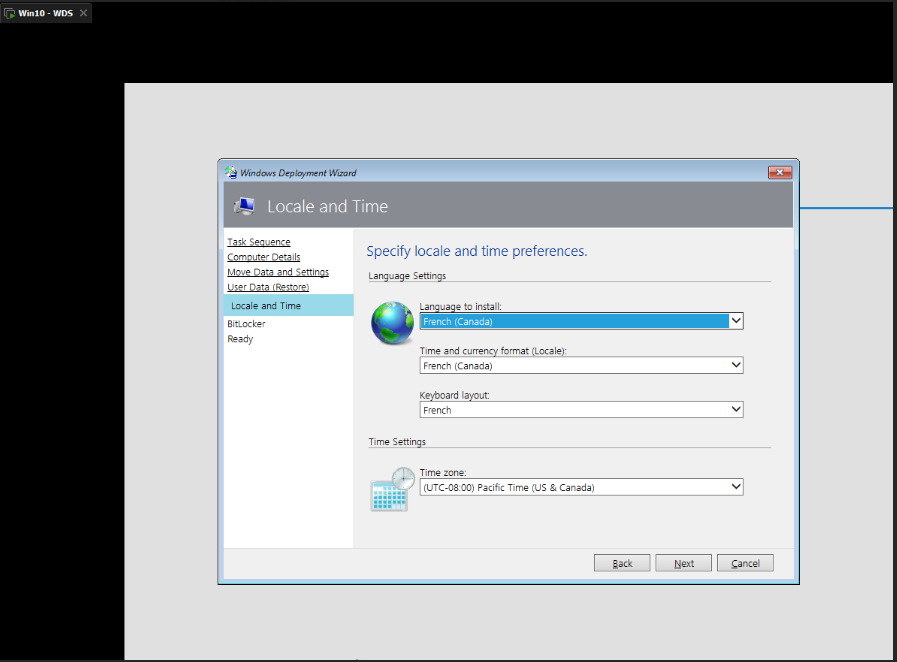 Win10 - WDS
Windows Deployment Wizard
Locale and Time
Task Sequence
Computer Details
Move Data and Settings
User Data (Restore)
Locale and Time
BitLocker
Ready
Specify locale and time preferences.
Language Settings
Language to install:
French (Canada)
Time and currency format (Locale):
French (Canada)
Keyboard layout:
French
Time Settings
Time zone:
(UTC-08:00) Pacific Time (US & Canada)
Back Next Cancel